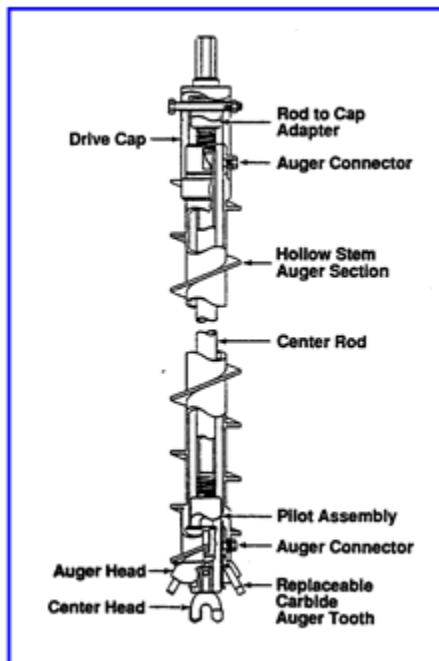 Rod to Cap
Adapter
Drive Cap
Auger Connector
Hollow Stem
Auger Section
Center Rod
Pilot Assembly
Auger Connector
Auger Head
Replaceable
Carbide
Auger Tooth
Center Head